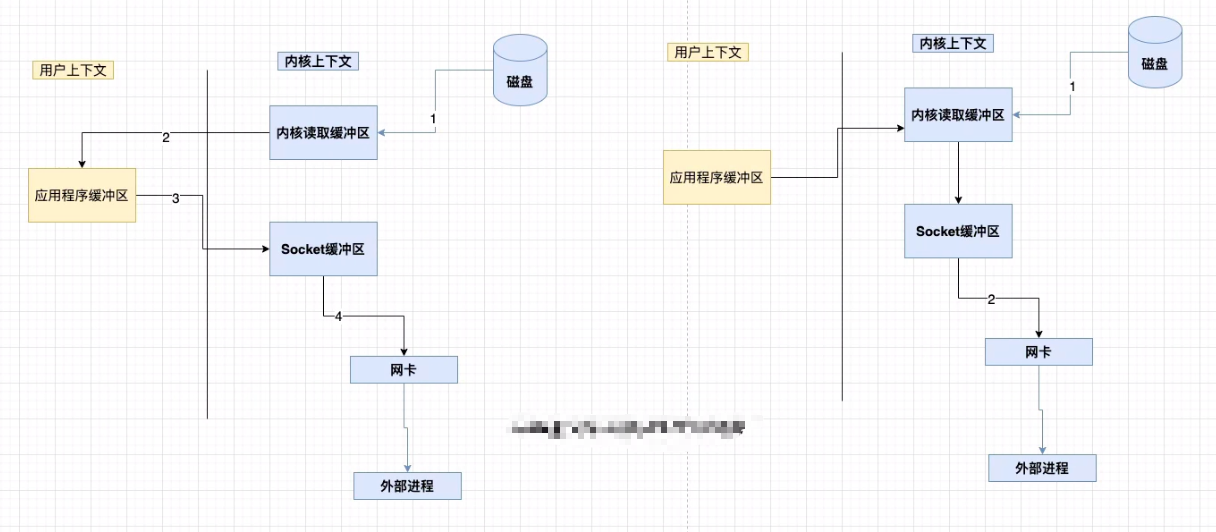 用户上下文
内核上下文
磁盘
1
内核读取缓冲区
2
应用程序缓冲区
3
Socket缓冲区
4
网卡
外部进程
用户上下文
内核上下文
磁盘
1
内核读取缓冲区
应用程序缓冲区
Socket缓冲区
2
网卡
外部进程